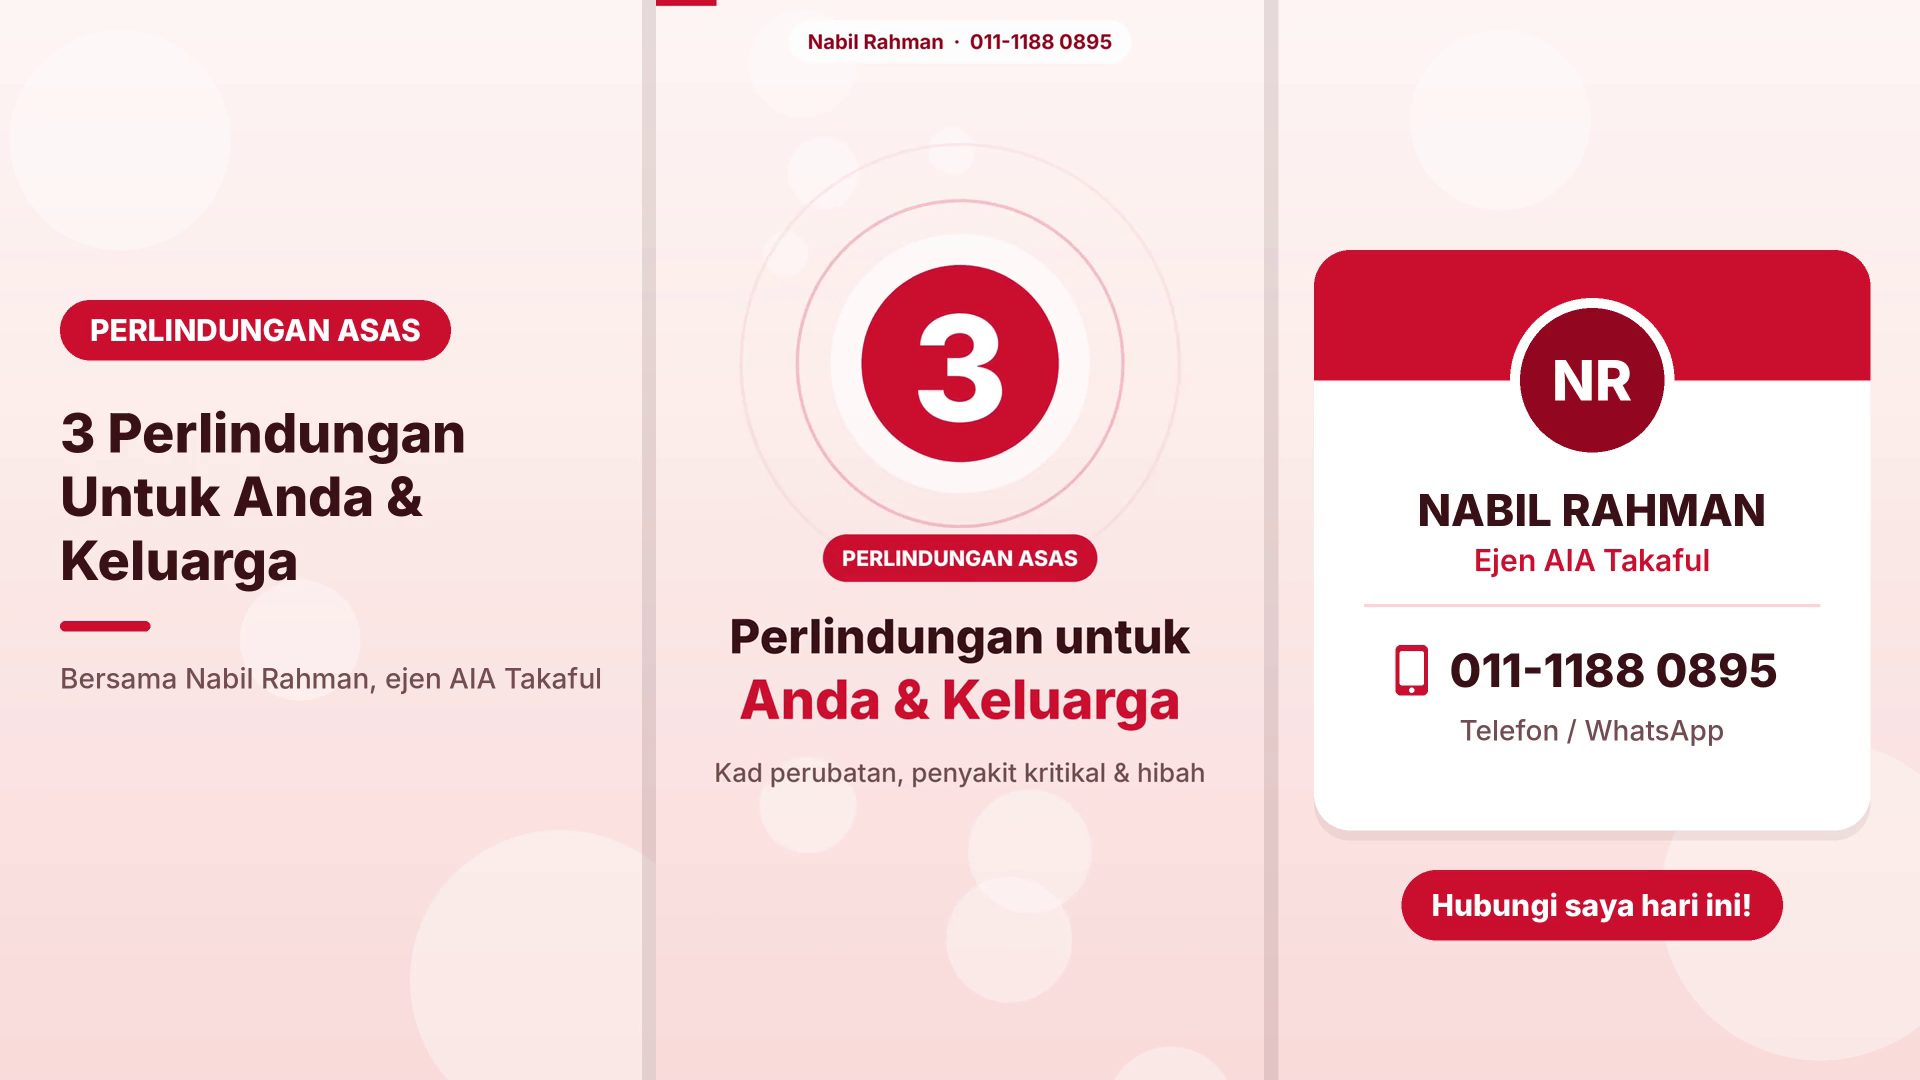 PERLINDUNGAN ASAS
3 Perlindungan
Untuk Anda &
Keluarga
Bersama Nabil Rahman, ejen AIA Takaful
Nabil Rahman · 011-1188 0895
3
PERLINDUNGAN ASAS
Perlindungan untuk
Anda & Keluarga
Kad perubatan, penyakit kritikal & hibah
NR
NABIL RAHMAN
Ejen AIA Takaful
011-1188 0895
Telefon / WhatsApp
Hubungi saya hari ini!